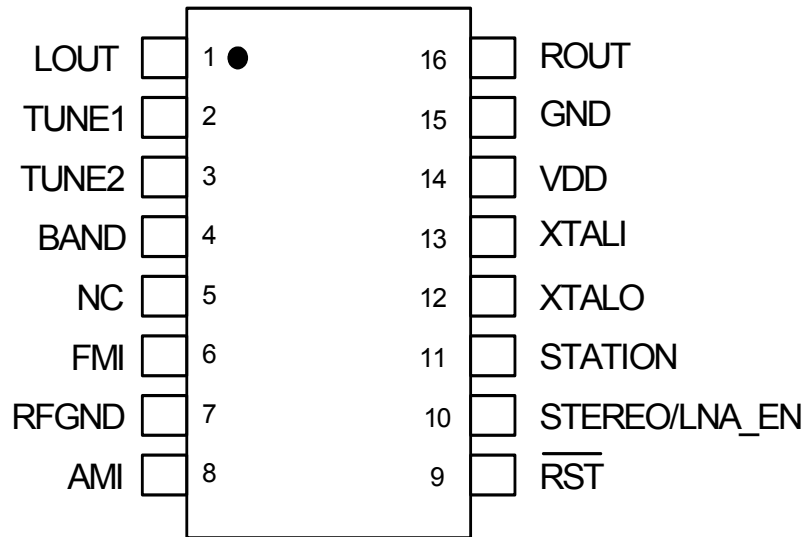 LOUT 1 16 ROUT
TUNE1 2 15 GND
TUNE2 3 14 VDD
BAND 4 13 XTALI
NC 5 12 XTALO
FMI 6 11 STATION
RFGND 7 10 STEREO/LNA_EN
AMI 8 9 R̅S̅T̅